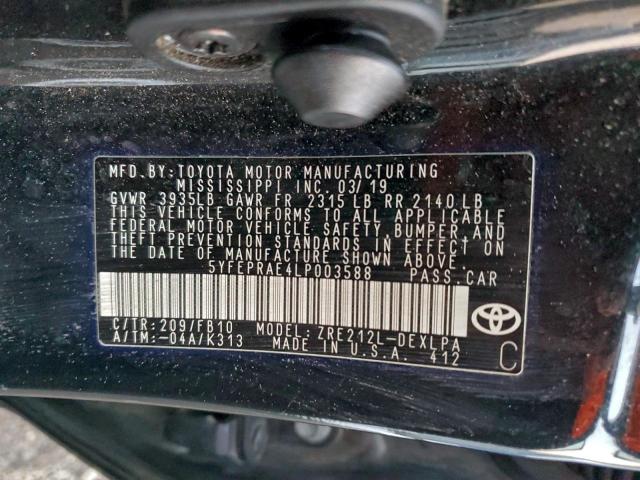 MFD. BY: TOYOTA MOTOR MANUFACTURING
MISSISSIPPI INC. 03/19
GVWR 3935LB GAWR FR 2315 LB RR 2140 LB
THIS VEHICLE CONFORMS TO ALL APPLICABLE
FEDERAL MOTOR VEHICLE SAFETY, BUMPER, AND
THEFT PREVENTION STANDARDS IN EFFECT ON
THE DATE OF MANUFACTURE SHOWN ABOVE.
5YFEPRAE4LP003588 PASS. CAR
C/TR: 209/FB10 MODEL: ZRE212L-DEXLPA
A/TM: -04A/K313 MADE IN U.S.A. 412
C